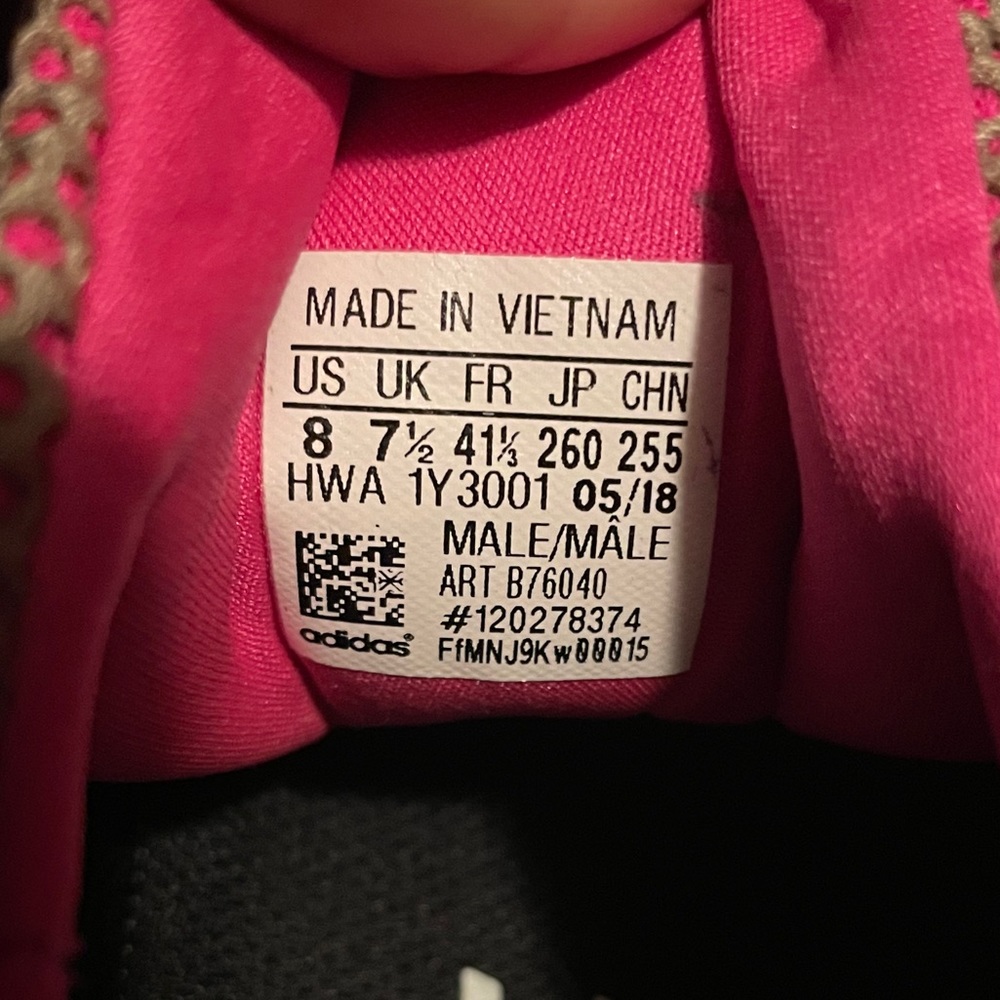 MADE IN VIETNAM
US UK FR JP CHN
8 7½ 41⅓ 260 255
HWA 1Y3001 05/18
MALE/MÂLE
ART B76040
#120278374
adidas®
FfMNJ9Kw00015